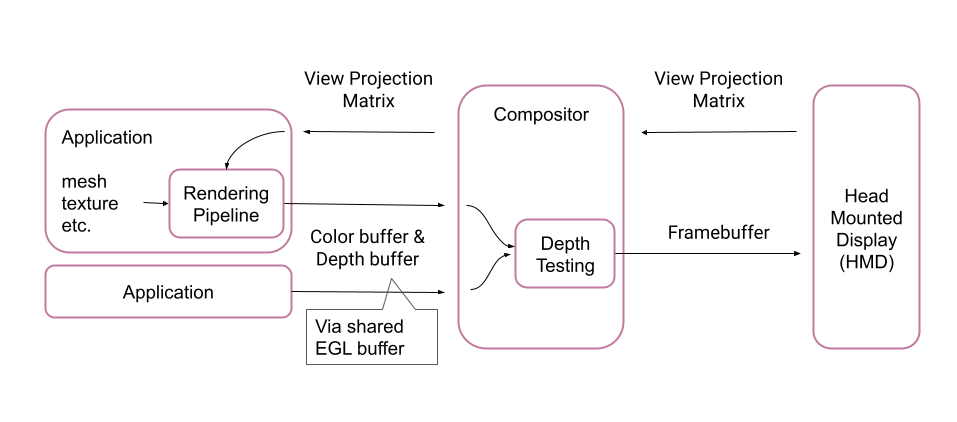 View Projection
Matrix
View Projection
Matrix
Application
mesh
texture
etc.
Rendering
Pipeline
Compositor
Color buffer &
Depth buffer
Depth
Testing
Framebuffer
Head
Mounted
Display
(HMD)
Application
Via shared
EGL buffer